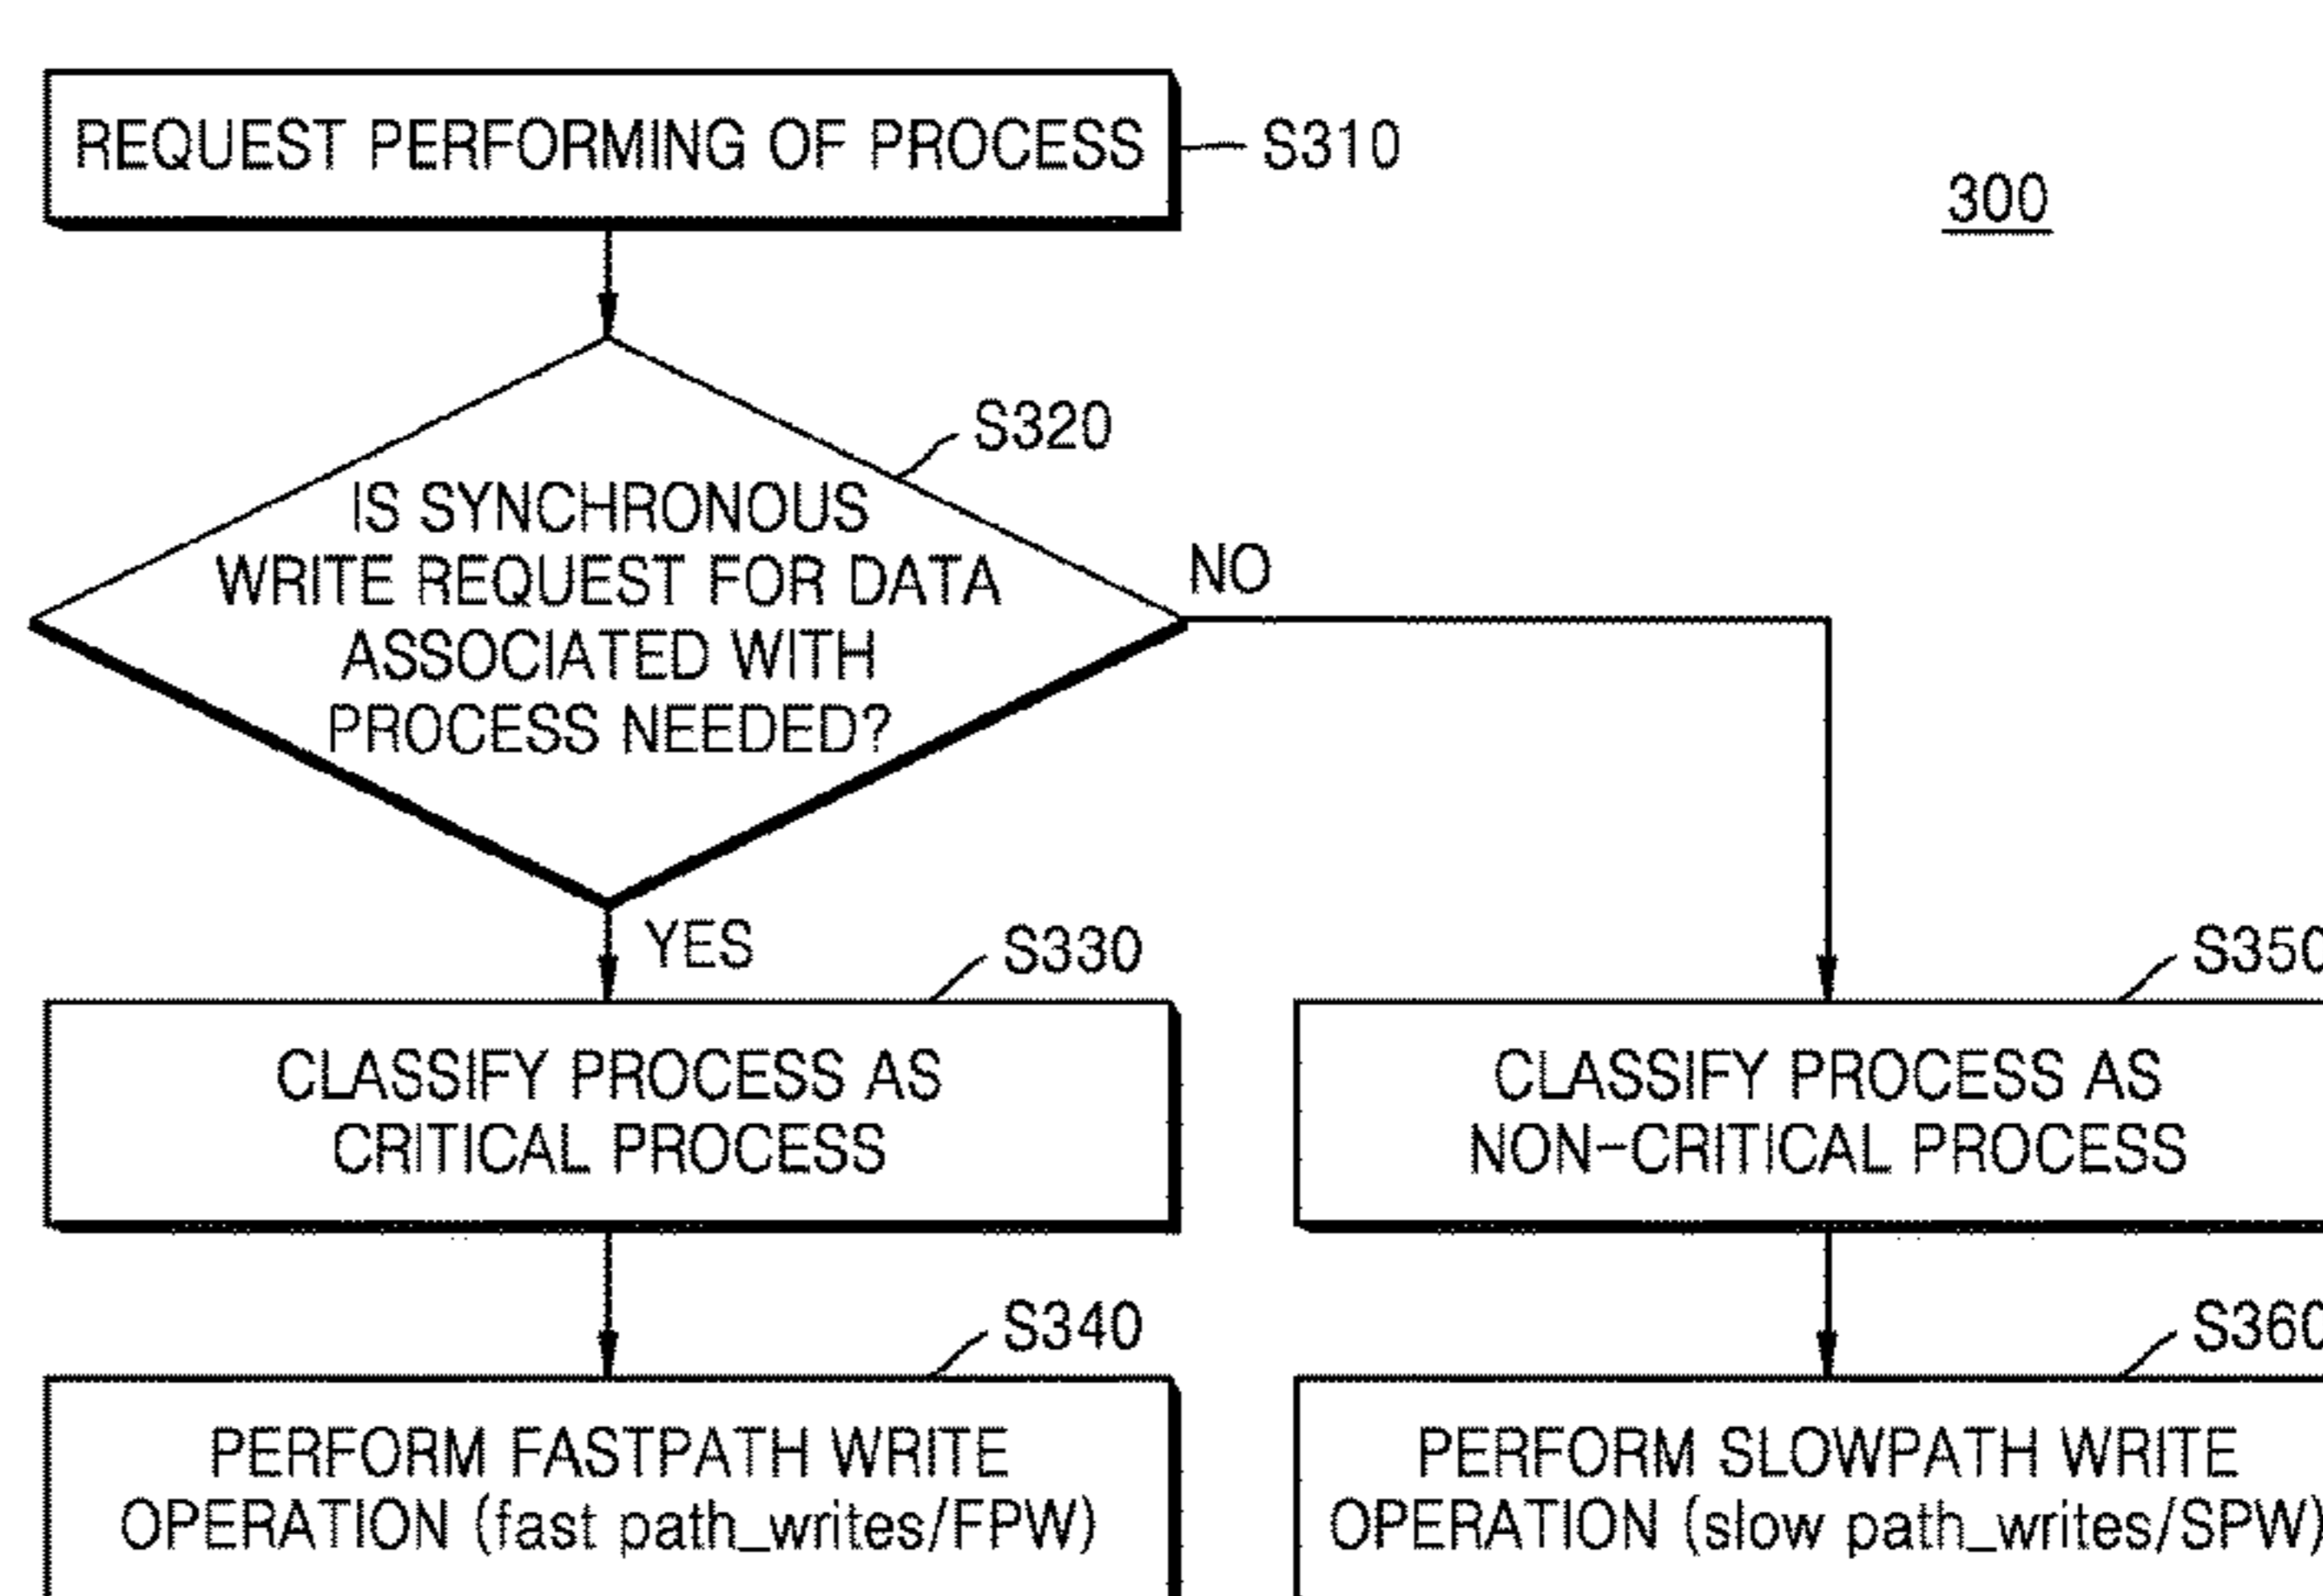 REQUEST PERFORMING OF PROCESS
S310
300
S320
IS SYNCHRONOUS
WRITE REQUEST FOR DATA
ASSOCIATED WITH
PROCESS NEEDED?
NO
YES
S330
CLASSIFY PROCESS AS
CRITICAL PROCESS
S350
CLASSIFY PROCESS AS
NON-CRITICAL PROCESS
S340
PERFORM FASTPATH WRITE
OPERATION (fast path_writes/FPW)
S360
PERFORM SLOWPATH WRITE
OPERATION (slow path_writes/SPW)